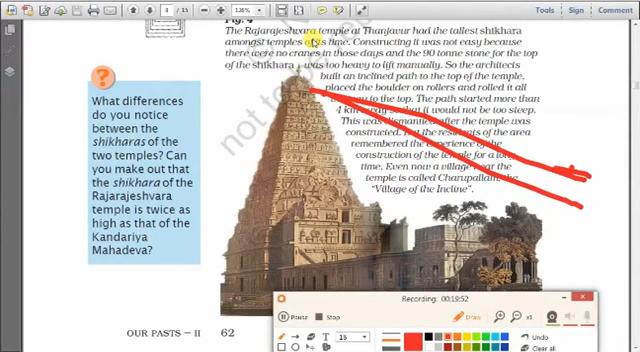 8 / 15
126%
Tools
Sign
Comment
Fig. 4
The Rajarajeshvara temple at Thanjavur had the tallest shikhara
amongst temples of its time. Constructing it was not easy because
there were no cranes in those days and the 90 tonne stone for the top
of the shikhara was too heavy to lift manually. So the architects
built an inclined path to the top of the temple,
placed the boulder on rollers and rolled it all
to the top. The path started more than
4 km so that it would not be too steep.
This was dismantled after the temple was
constructed. But the residents of the area
remembered the experience of the
construction of the temple for a long
time. Even now a village near the
temple is called Charupallam, the
"Village of the Incline".
not to be
?
What differences
do you notice
between the
shikharas of the
two temples? Can
you make out that
the shikhara of the
Rajarajeshvara
temple is twice as
high as that of the
Kandariya
Mahadeva?
OUR PASTS – II 62
Recording: 00:19:52
Pause
Stop
Draw
x1
T
15
Undo
Clear all